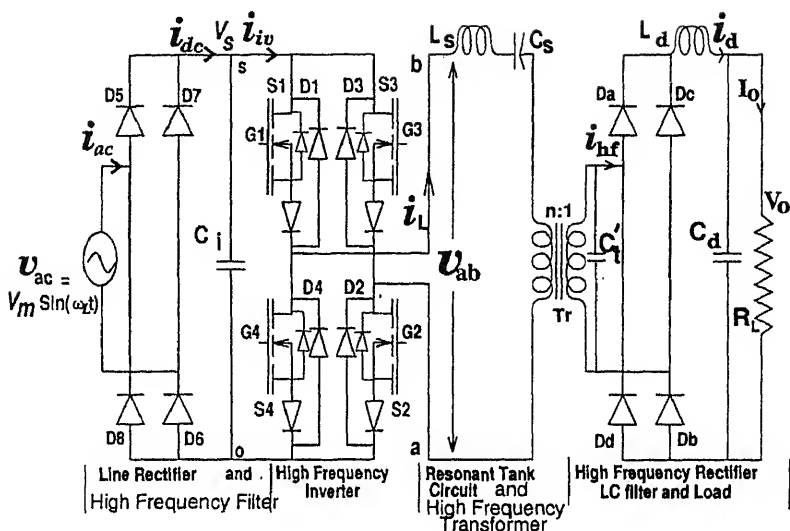 i_dc V_S i_iv
s
D5 D7
i_ac
v_ac =
V_m Sin(ω_L t)
D8 D6
C_i
o
S1 D1 D3 S3
G1 G3
D4 D2
G4 G2
S4 S2
L_s C_s
b
i_L
v_ab
a
n:1
Tr
C_t'
i_hf
L_d i_d
Da Dc
I_o
V_o
C_d
R_L
Dd Db
Line Rectifier and
High Frequency Filter
High Frequency
Inverter
Resonant Tank
Circuit and
High Frequency
Transformer
High Frequency Rectifier
LC filter and Load